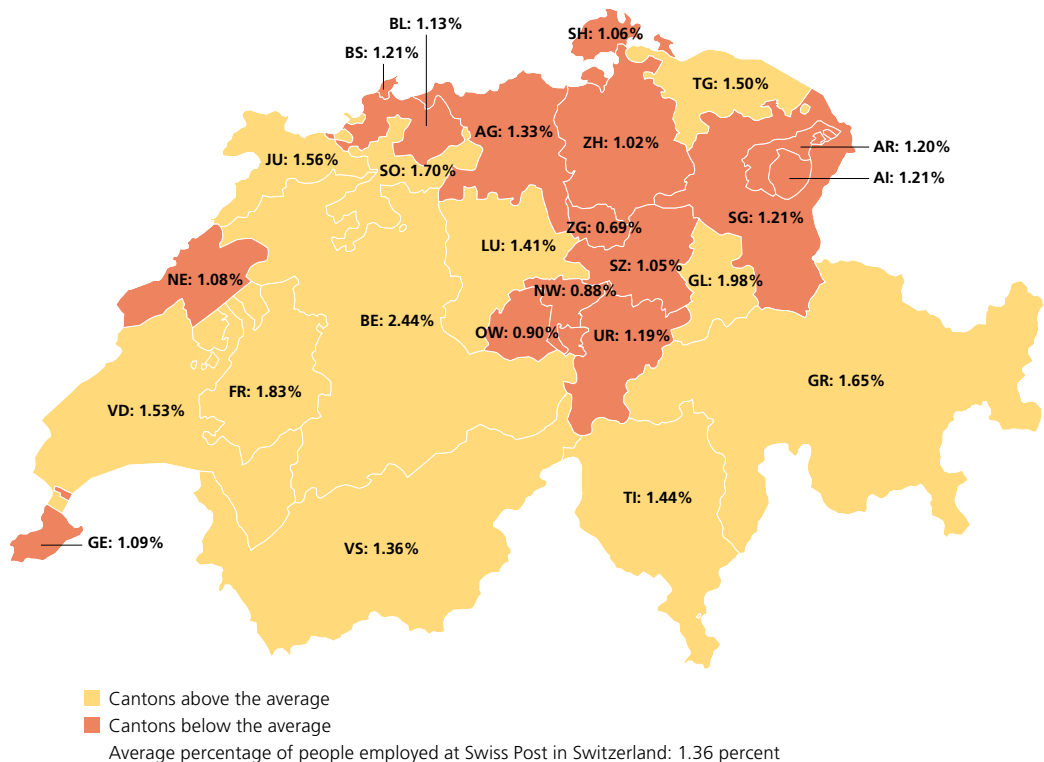 BL: 1.13%
SH: 1.06%
BS: 1.21%
TG: 1.50%
AG: 1.33%
ZH: 1.02%
AR: 1.20%
JU: 1.56%
SO: 1.70%
AI: 1.21%
SG: 1.21%
ZG: 0.69%
LU: 1.41%
SZ: 1.05%
NE: 1.08%
GL: 1.98%
NW: 0.88%
BE: 2.44%
OW: 0.90%
UR: 1.19%
GR: 1.65%
FR: 1.83%
VD: 1.53%
TI: 1.44%
GE: 1.09%
VS: 1.36%
Cantons above the average
Cantons below the average
Average percentage of people employed at Swiss Post in Switzerland: 1.36 percent